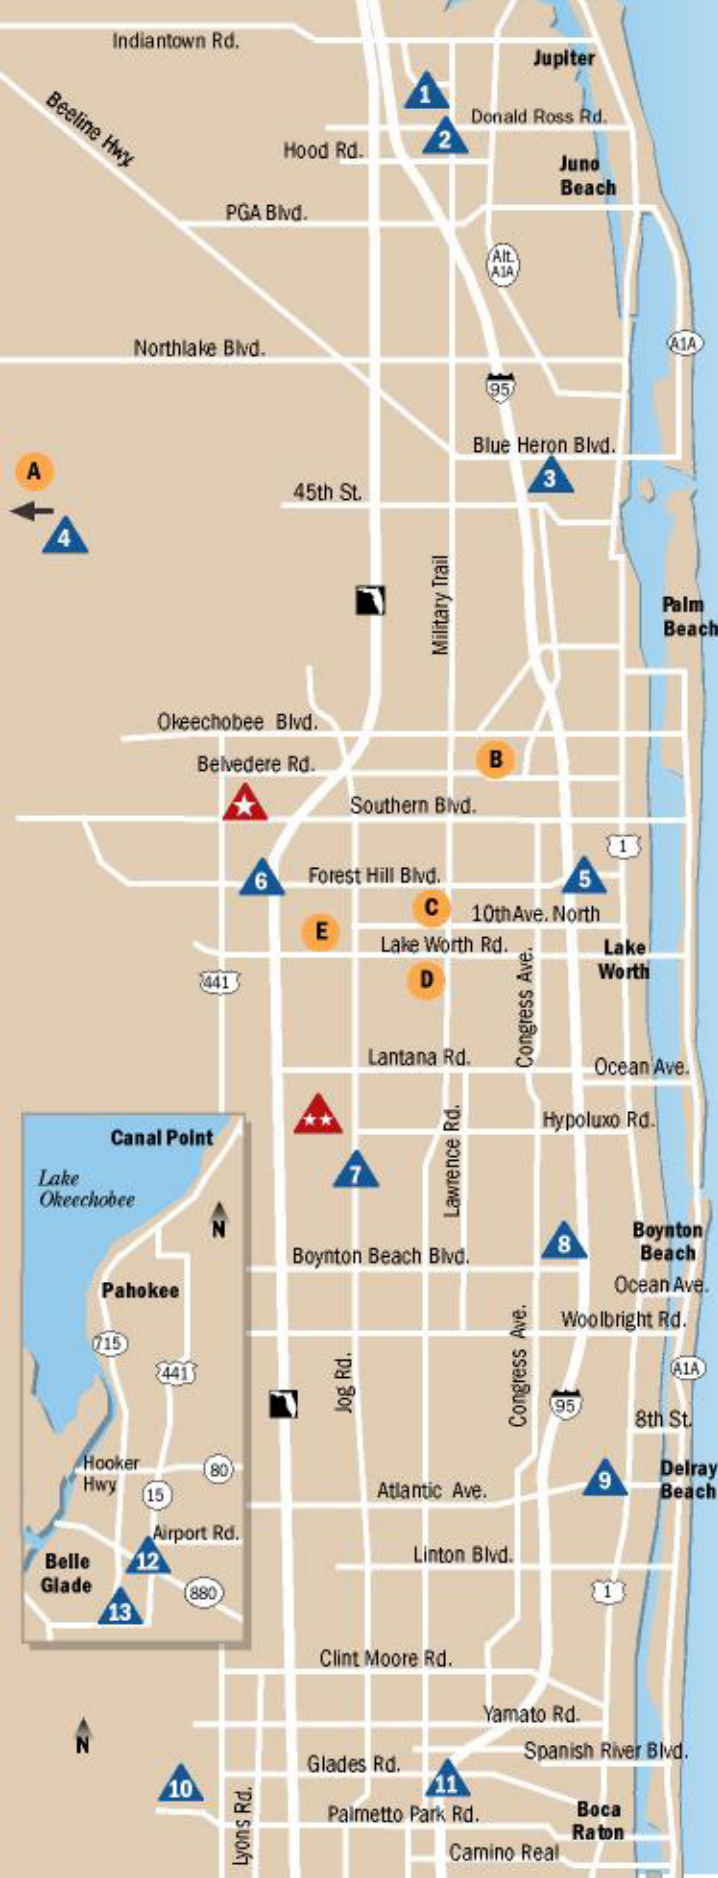 Indiantown Rd.
Jupiter
Beeline Hwy.
1
Donald Ross Rd.
2
Hood Rd.
Juno
Beach
PGA Blvd.
Alt.
A1A
A1A
Northlake Blvd.
95
Blue Heron Blvd.
A
3
45th St.
4
Military Trail
Palm
Beach
Okeechobee Blvd.
B
Belvedere Rd.
Southern Blvd.
1
6
Forest Hill Blvd.
5
C
10thAve. North
E
Lake Worth Rd.
Lake
Worth
D
441
Congress Ave.
Lantana Rd.
Ocean Ave.
Hypoluxo Rd.
Lawrence Rd.
7
Canal Point
Lake
Okeechobee
N
Pahokee
715
441
Hooker
Hwy
80
15
Airport Rd.
Belle
Glade
12
880
13
8
Boynton
Beach
Boynton Beach Blvd.
Ocean Ave.
Woolbright Rd.
Congress Ave.
Jog Rd.
A1A
95
8th St.
9
Delray
Beach
Atlantic Ave.
Linton Blvd.
1
Clint Moore Rd.
Yamato Rd.
N
Spanish River Blvd.
Glades Rd.
10
11
Lyons Rd.
Palmetto Park Rd.
Boca
Raton
Camino Real